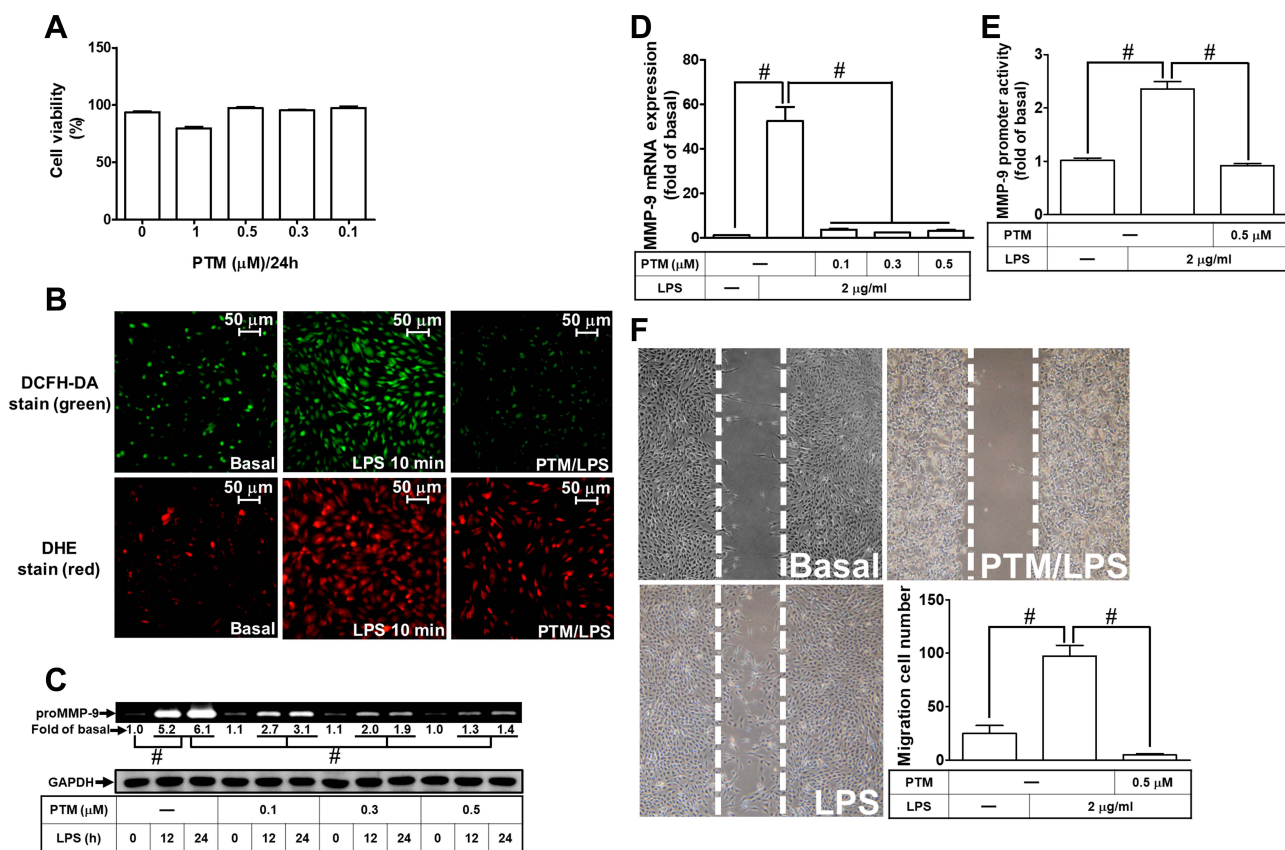 A
150
100
50
0
Cell viability
(%)
0 1 0.5 0.3 0.1
PTM (μM)/24h
B
DCFH-DA
stain (green)
50 μm
Basal
50 μm
LPS 10 min
50 μm
PTM/LPS
DHE
stain (red)
50 μm
Basal
50 μm
LPS 10 min
50 μm
PTM/LPS
C
proMMP-9
Fold of basal
1.0 5.2 6.1 1.1 2.7 3.1 1.1 2.0 1.9 1.0 1.3 1.4
# #
GAPDH
PTM (μM) — 0.1 0.3 0.5
LPS (h) 0 12 24 0 12 24 0 12 24 0 12 24
D
MMP-9 mRNA expression
(fold of basal)
80
60
40
20
0
# #
PTM (μM) — 0.1 0.3 0.5
LPS — 2 μg/ml
E
MMP-9 promoter activity
(fold of basal)
3
2
1
0
# #
PTM — 0.5 μM
LPS — 2 μg/ml
F
Basal
PTM/LPS
LPS
Migration cell number
150
100
50
0
# #
PTM — 0.5 μM
LPS — 2 μg/ml